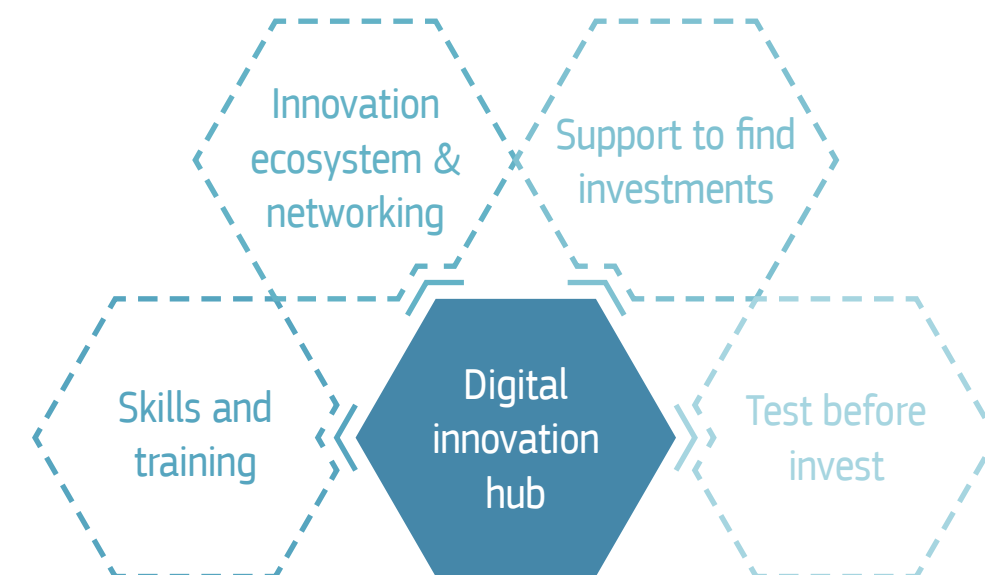 Innovation
ecosystem &
networking
Support to find
investments
Skills and
training
Digital
innovation
hub
Test before
invest